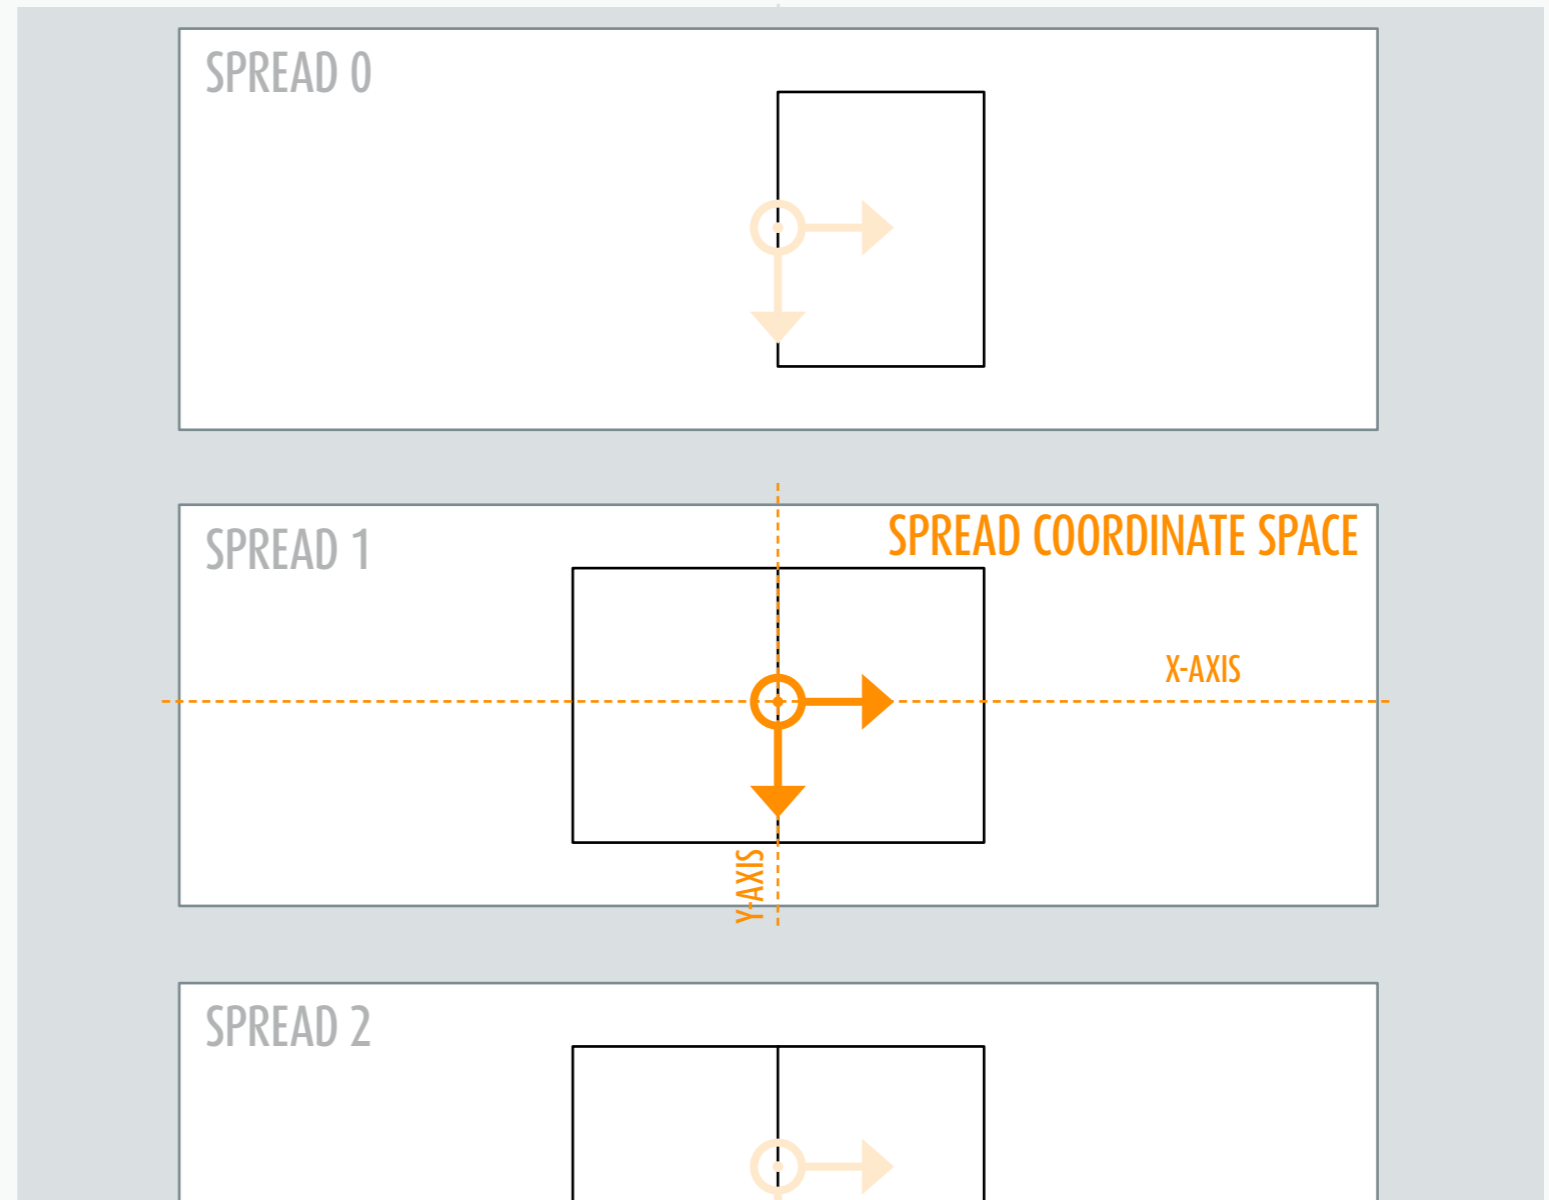 SPREAD 0
SPREAD 1
SPREAD COORDINATE SPACE
X-AXIS
Y-AXIS
SPREAD 2